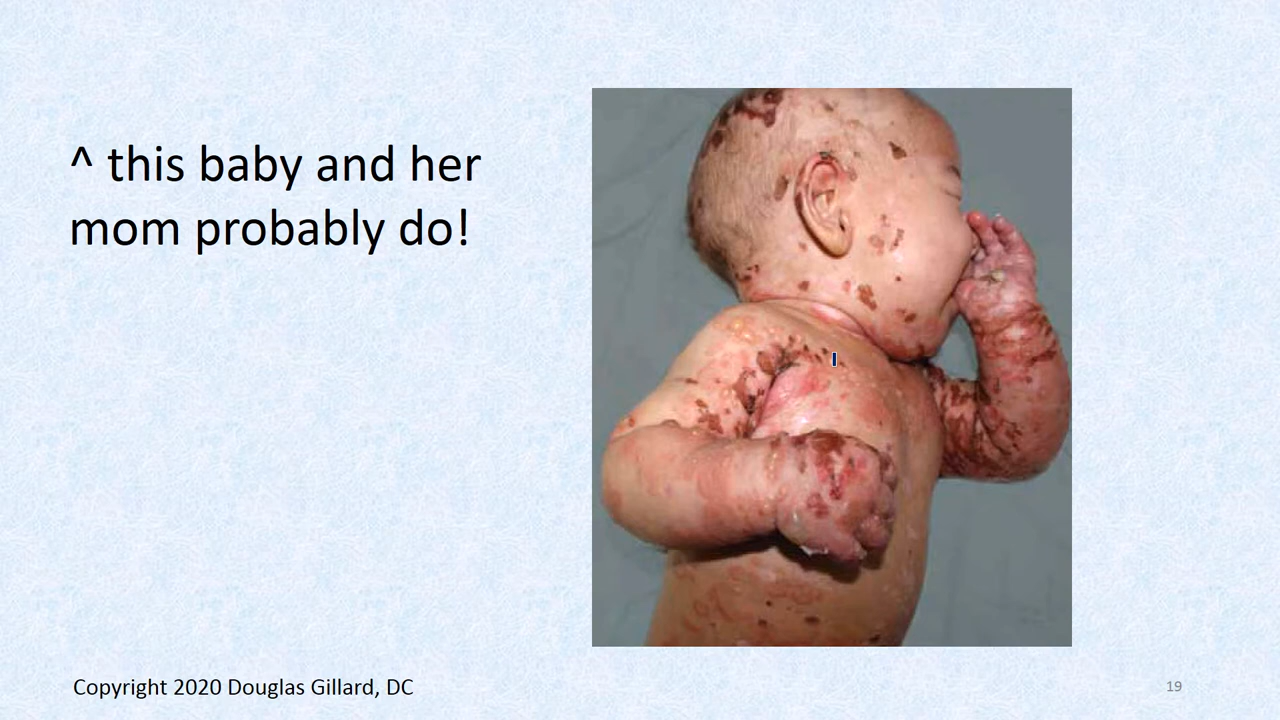 ^ this baby and her
mom probably do!
Copyright 2020 Douglas Gillard, DC
19